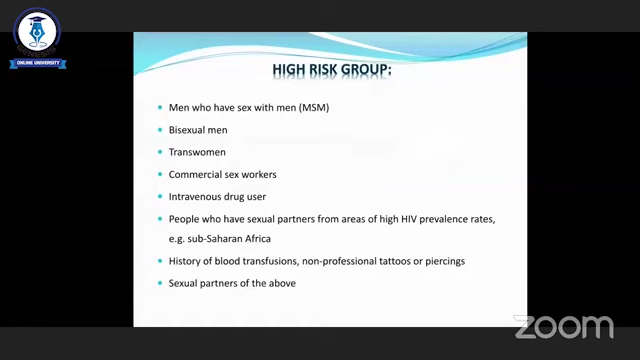 ONLINE UNIVERSITY
HIGH RISK GROUP:
• Men who have sex with men (MSM)
• Bisexual men
• Transwomen
• Commercial sex workers
• Intravenous drug user
• People who have sexual partners from areas of high HIV prevalence rates,
e.g. sub-Saharan Africa
• History of blood transfusions, non-professional tattoos or piercings
• Sexual partners of the above
zoom